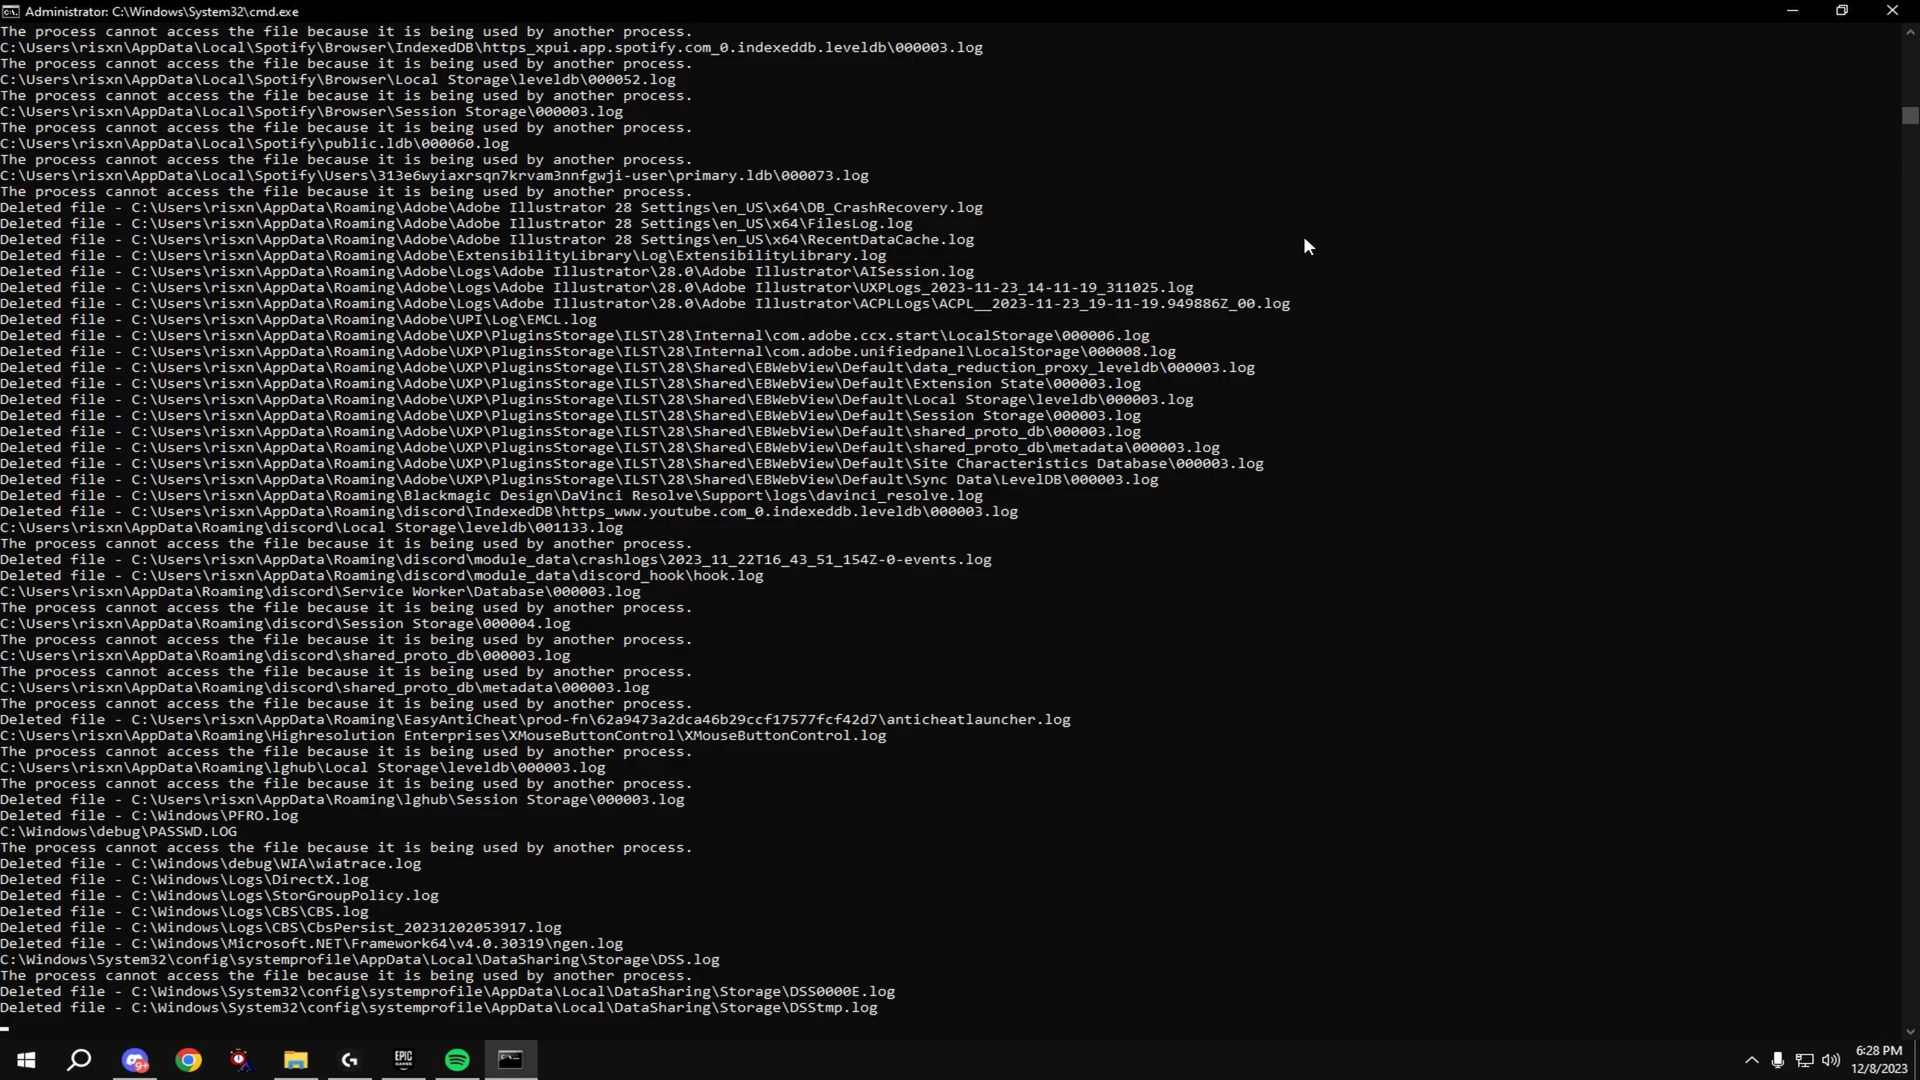 Administrator: C:\Windows\System32\cmd.exe
The process cannot access the file because it is being used by another process.
C:\Users\risxn\AppData\Local\Spotify\Browser\IndexedDB\https_xpui.app.spotify.com_0.indexeddb.leveldb\000003.log
The process cannot access the file because it is being used by another process.
C:\Users\risxn\AppData\Local\Spotify\Browser\Local Storage\leveldb\000052.log
The process cannot access the file because it is being used by another process.
C:\Users\risxn\AppData\Local\Spotify\Browser\Session Storage\000003.log
The process cannot access the file because it is being used by another process.
C:\Users\risxn\AppData\Local\Spotify\public.ldb\000060.log
The process cannot access the file because it is being used by another process.
C:\Users\risxn\AppData\Local\Spotify\Users\313e6wyiaxrsqn7krvam3nnfgwji-user\primary.ldb\000073.log
The process cannot access the file because it is being used by another process.
Deleted file - C:\Users\risxn\AppData\Roaming\Adobe\Adobe Illustrator 28 Settings\en_US\x64\DB_CrashRecovery.log
Deleted file - C:\Users\risxn\AppData\Roaming\Adobe\Adobe Illustrator 28 Settings\en_US\x64\FilesLog.log
Deleted file - C:\Users\risxn\AppData\Roaming\Adobe\Adobe Illustrator 28 Settings\en_US\x64\RecentDataCache.log
Deleted file - C:\Users\risxn\AppData\Roaming\Adobe\ExtensibilityLibrary\Log\ExtensibilityLibrary.log
Deleted file - C:\Users\risxn\AppData\Roaming\Adobe\Logs\Adobe Illustrator\28.0\Adobe Illustrator\AISession.log
Deleted file - C:\Users\risxn\AppData\Roaming\Adobe\Logs\Adobe Illustrator\28.0\Adobe Illustrator\UXPLogs_2023-11-23_14-11-19_311025.log
Deleted file - C:\Users\risxn\AppData\Roaming\Adobe\Logs\Adobe Illustrator\28.0\Adobe Illustrator\ACPLLogs\ACPL__2023-11-23_19-11-19.949886Z_00.log
Deleted file - C:\Users\risxn\AppData\Roaming\Adobe\UPI\Log\EMCL.log
Deleted file - C:\Users\risxn\AppData\Roaming\Adobe\UXP\PluginsStorage\ILST\28\Internal\com.adobe.ccx.start\LocalStorage\000006.log
Deleted file - C:\Users\risxn\AppData\Roaming\Adobe\UXP\PluginsStorage\ILST\28\Internal\com.adobe.unifiedpanel\LocalStorage\000008.log
Deleted file - C:\Users\risxn\AppData\Roaming\Adobe\UXP\PluginsStorage\ILST\28\Shared\EBWebView\Default\data_reduction_proxy_leveldb\000003.log
Deleted file - C:\Users\risxn\AppData\Roaming\Adobe\UXP\PluginsStorage\ILST\28\Shared\EBWebView\Default\Extension State\000003.log
Deleted file - C:\Users\risxn\AppData\Roaming\Adobe\UXP\PluginsStorage\ILST\28\Shared\EBWebView\Default\Local Storage\leveldb\000003.log
Deleted file - C:\Users\risxn\AppData\Roaming\Adobe\UXP\PluginsStorage\ILST\28\Shared\EBWebView\Default\Session Storage\000003.log
Deleted file - C:\Users\risxn\AppData\Roaming\Adobe\UXP\PluginsStorage\ILST\28\Shared\EBWebView\Default\shared_proto_db\000003.log
Deleted file - C:\Users\risxn\AppData\Roaming\Adobe\UXP\PluginsStorage\ILST\28\Shared\EBWebView\Default\shared_proto_db\metadata\000003.log
Deleted file - C:\Users\risxn\AppData\Roaming\Adobe\UXP\PluginsStorage\ILST\28\Shared\EBWebView\Default\Site Characteristics Database\000003.log
Deleted file - C:\Users\risxn\AppData\Roaming\Adobe\UXP\PluginsStorage\ILST\28\Shared\EBWebView\Default\Sync Data\LevelDB\000003.log
Deleted file - C:\Users\risxn\AppData\Roaming\Blackmagic Design\DaVinci Resolve\Support\logs\davinci_resolve.log
Deleted file - C:\Users\risxn\AppData\Roaming\discord\IndexedDB\https_www.youtube.com_0.indexeddb.leveldb\000003.log
C:\Users\risxn\AppData\Roaming\discord\Local Storage\leveldb\001133.log
The process cannot access the file because it is being used by another process.
Deleted file - C:\Users\risxn\AppData\Roaming\discord\module_data\crashlogs\2023_11_22T16_43_51_154Z-0-events.log
Deleted file - C:\Users\risxn\AppData\Roaming\discord\module_data\discord_hook\hook.log
C:\Users\risxn\AppData\Roaming\discord\Service Worker\Database\000003.log
The process cannot access the file because it is being used by another process.
C:\Users\risxn\AppData\Roaming\discord\Session Storage\000004.log
The process cannot access the file because it is being used by another process.
C:\Users\risxn\AppData\Roaming\discord\shared_proto_db\000003.log
The process cannot access the file because it is being used by another process.
C:\Users\risxn\AppData\Roaming\discord\shared_proto_db\metadata\000003.log
The process cannot access the file because it is being used by another process.
Deleted file - C:\Users\risxn\AppData\Roaming\EasyAntiCheat\prod-fn\62a9473a2dca46b29ccf17577fcf42d7\anticheatlauncher.log
C:\Users\risxn\AppData\Roaming\Highresolution Enterprises\XMouseButtonControl\XMouseButtonControl.log
The process cannot access the file because it is being used by another process.
C:\Users\risxn\AppData\Roaming\lghub\Local Storage\leveldb\000003.log
The process cannot access the file because it is being used by another process.
Deleted file - C:\Users\risxn\AppData\Roaming\lghub\Session Storage\000003.log
Deleted file - C:\Windows\PFRO.log
C:\Windows\debug\PASSWD.LOG
The process cannot access the file because it is being used by another process.
Deleted file - C:\Windows\debug\WIA\wiatrace.log
Deleted file - C:\Windows\Logs\DirectX.log
Deleted file - C:\Windows\Logs\StorGroupPolicy.log
Deleted file - C:\Windows\Logs\CBS\CBS.log
Deleted file - C:\Windows\Logs\CBS\CbsPersist_20231202053917.log
Deleted file - C:\Windows\Microsoft.NET\Framework64\v4.0.30319\ngen.log
C:\Windows\System32\config\systemprofile\AppData\Local\DataSharing\Storage\DSS.log
The process cannot access the file because it is being used by another process.
Deleted file - C:\Windows\System32\config\systemprofile\AppData\Local\DataSharing\Storage\DSS0000E.log
Deleted file - C:\Windows\System32\config\systemprofile\AppData\Local\DataSharing\Storage\DSStmp.log
9+
EPIC
GAMES
6:28 PM
12/8/2023